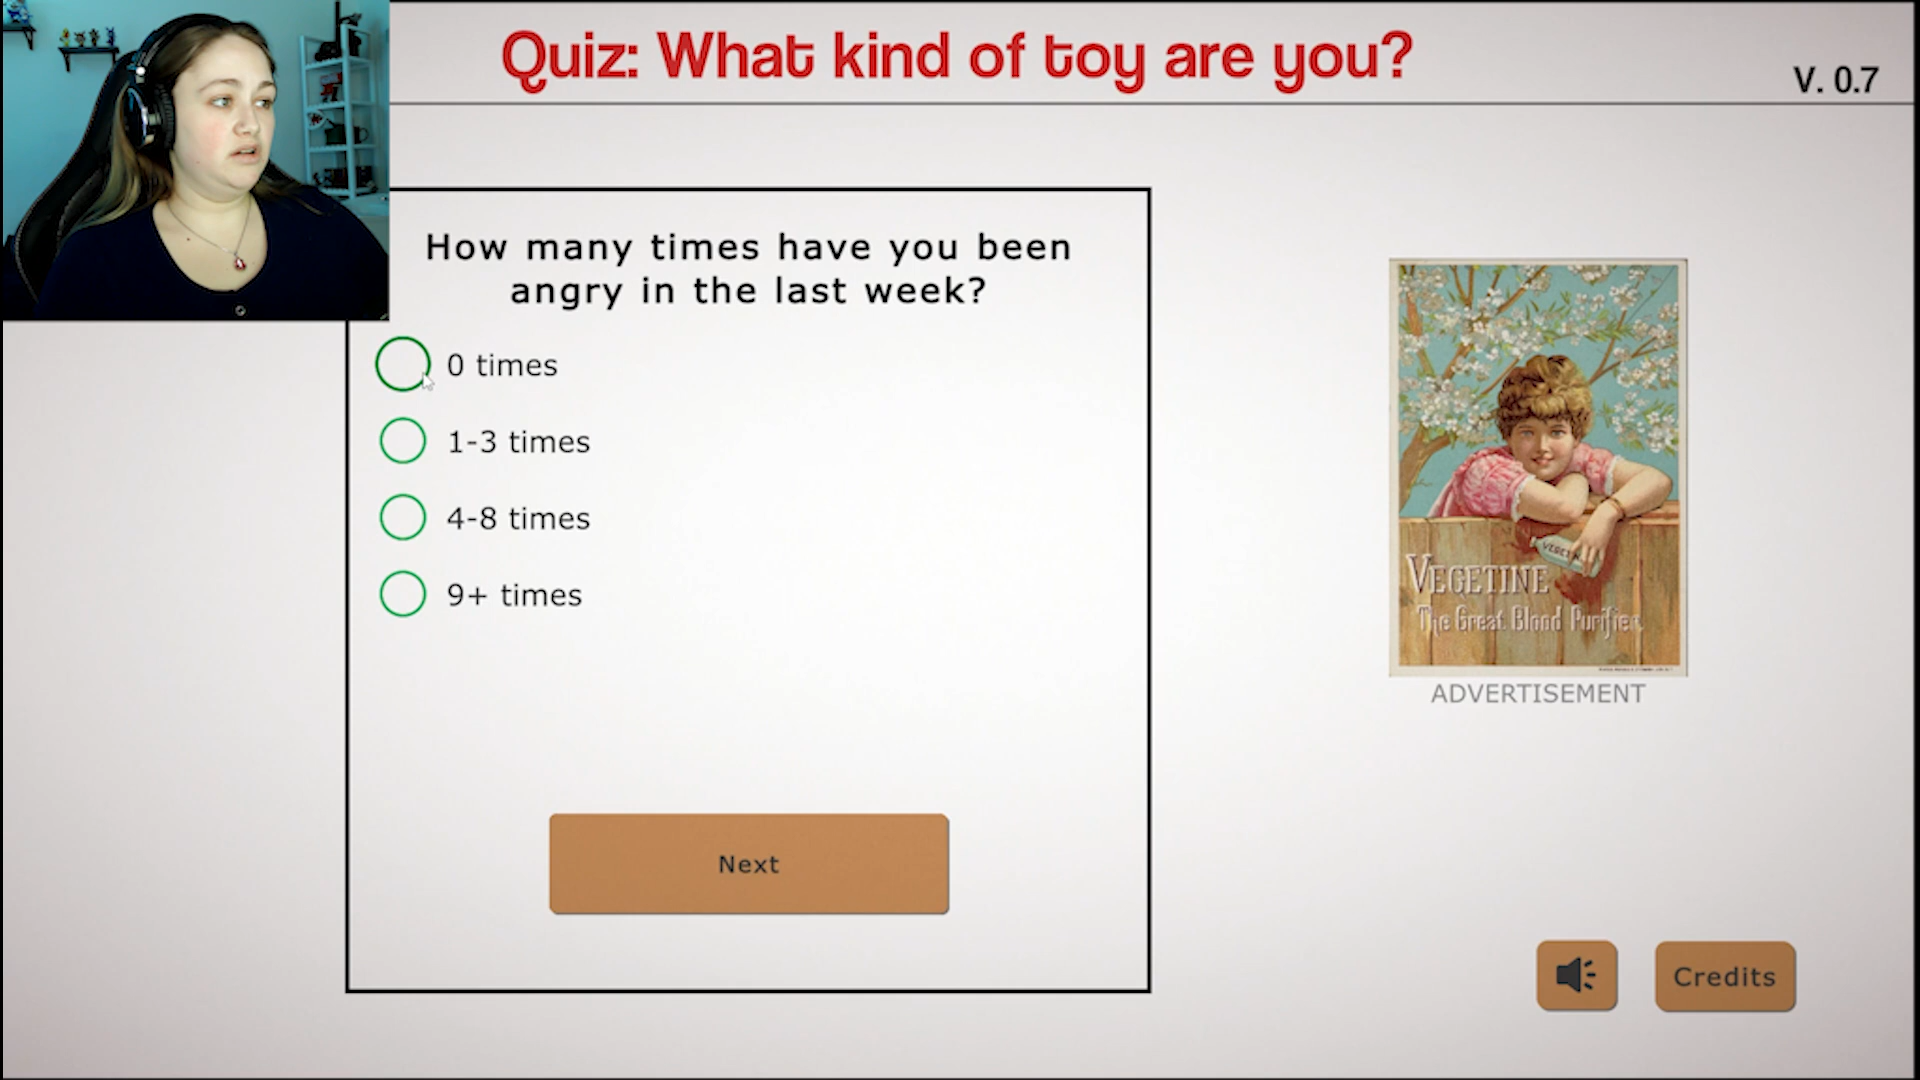 Quiz: What kind of toy are you?
V. 0.7
How many times have you been
angry in the last week?
0 times
1-3 times
4-8 times
9+ times
Next
VEGETINE
The Great Blood Purifier
ADVERTISEMENT
Credits